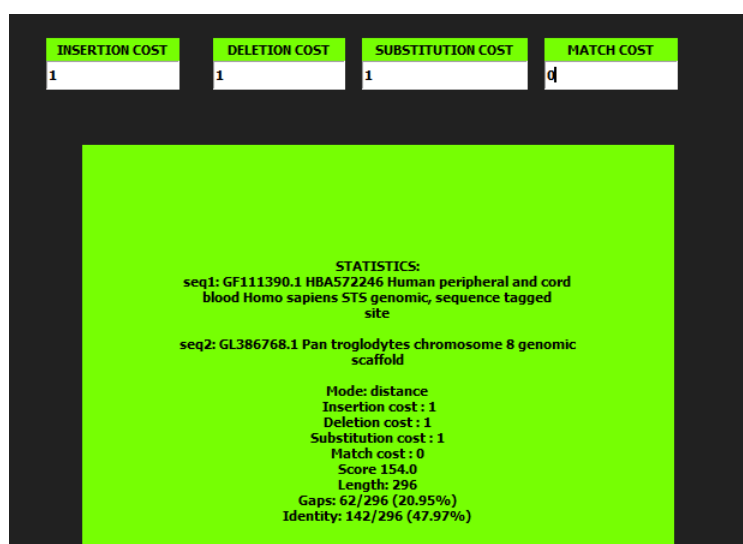 INSERTION COST DELETION COST SUBSTITUTION COST MATCH COST
1 1 1 0
STATISTICS:
seq1: GF111390.1 HBA572246 Human peripheral and cord
blood Homo sapiens STS genomic, sequence tagged
site
seq2: GL386768.1 Pan troglodytes chromosome 8 genomic
scaffold
Mode: distance
Insertion cost : 1
Deletion cost : 1
Substitution cost : 1
Match cost : 0
Score 154.0
Length: 296
Gaps: 62/296 (20.95%)
Identity: 142/296 (47.97%)